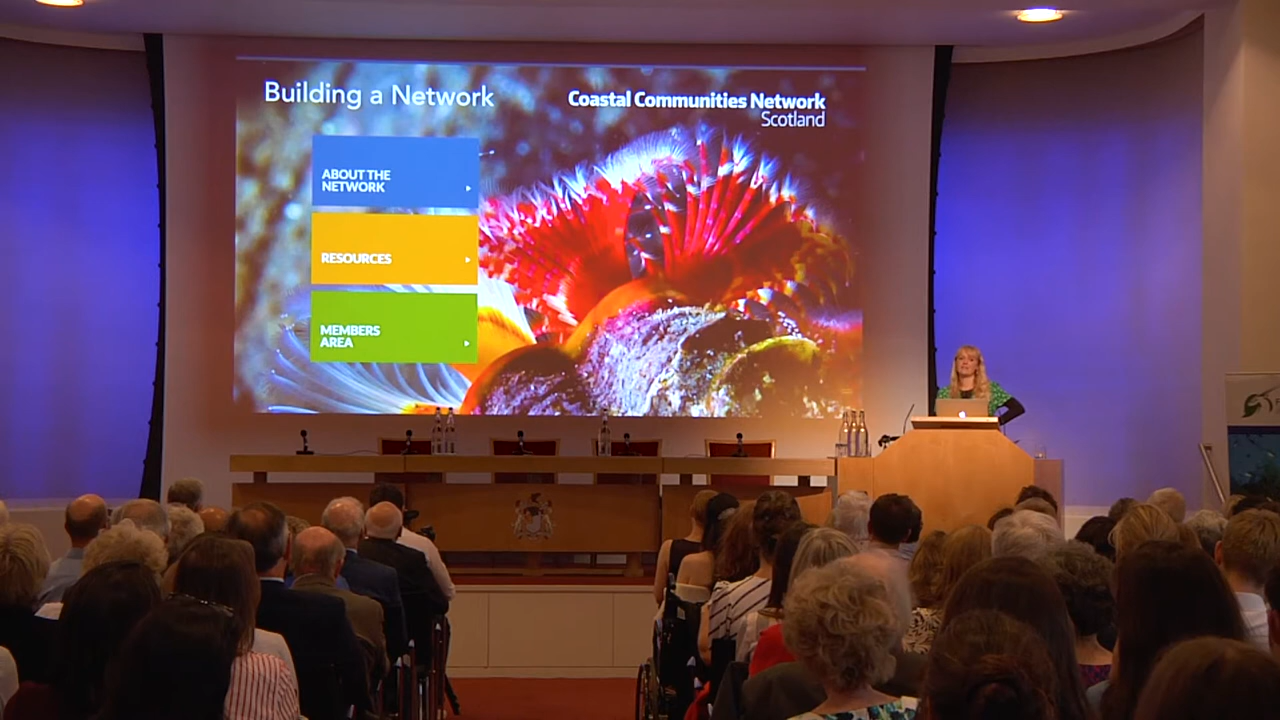 Building a Network
Coastal Communities Network
Scotland
ABOUT THE
NETWORK
RESOURCES
MEMBERS
AREA